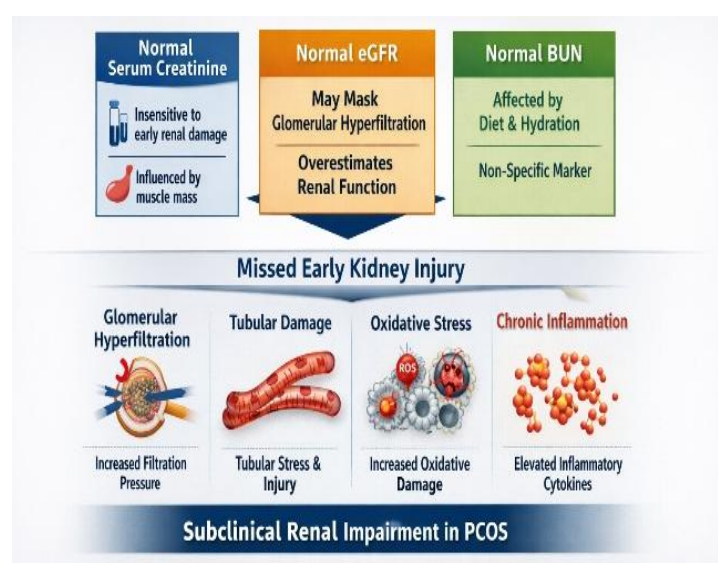 Normal
Serum Creatinine
Insensitive to
early renal damage
Influenced by
muscle mass
Normal eGFR
May Mask
Glomerular Hyperfiltration
Overestimates
Renal Function
Normal BUN
Affected by
Diet & Hydration
Non-Specific Marker
Missed Early Kidney Injury
Glomerular
Hyperfiltration
Increased Filtration
Pressure
Tubular Damage
Tubular Stress &
Injury
Oxidative Stress
ROS
Increased Oxidative
Damage
Chronic Inflammation
Elevated Inflammatory
Cytokines
Subclinical Renal Impairment in PCOS